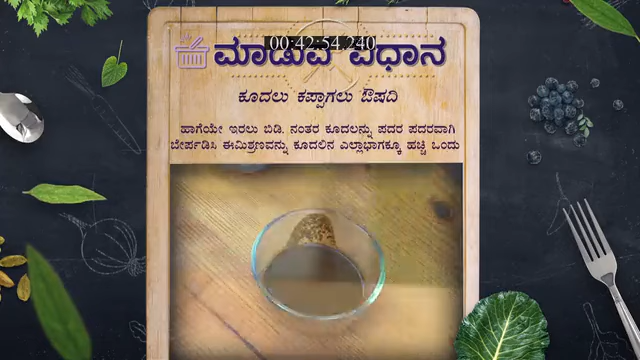 ಮಾಡುವ ವಿಧಾನ
00:42:54.240
ಕೂದಲು ಕಪ್ಪಾಗಲು ಔಷದಿ
ಹಾಗೆಯೇ ಇರಲು ಬಿಡಿ. ನಂತರ ಕೂದಲನ್ನು ಪದರ ಪದರವಾಗಿ
ಬೇರ್ಪಡಿಸಿ ಈಮಿಶ್ರಣವನ್ನು ಕೂದಲಿನ ಎಲ್ಲಾಭಾಗಕ್ಕೂ ಹಚ್ಚಿ ಒಂದು